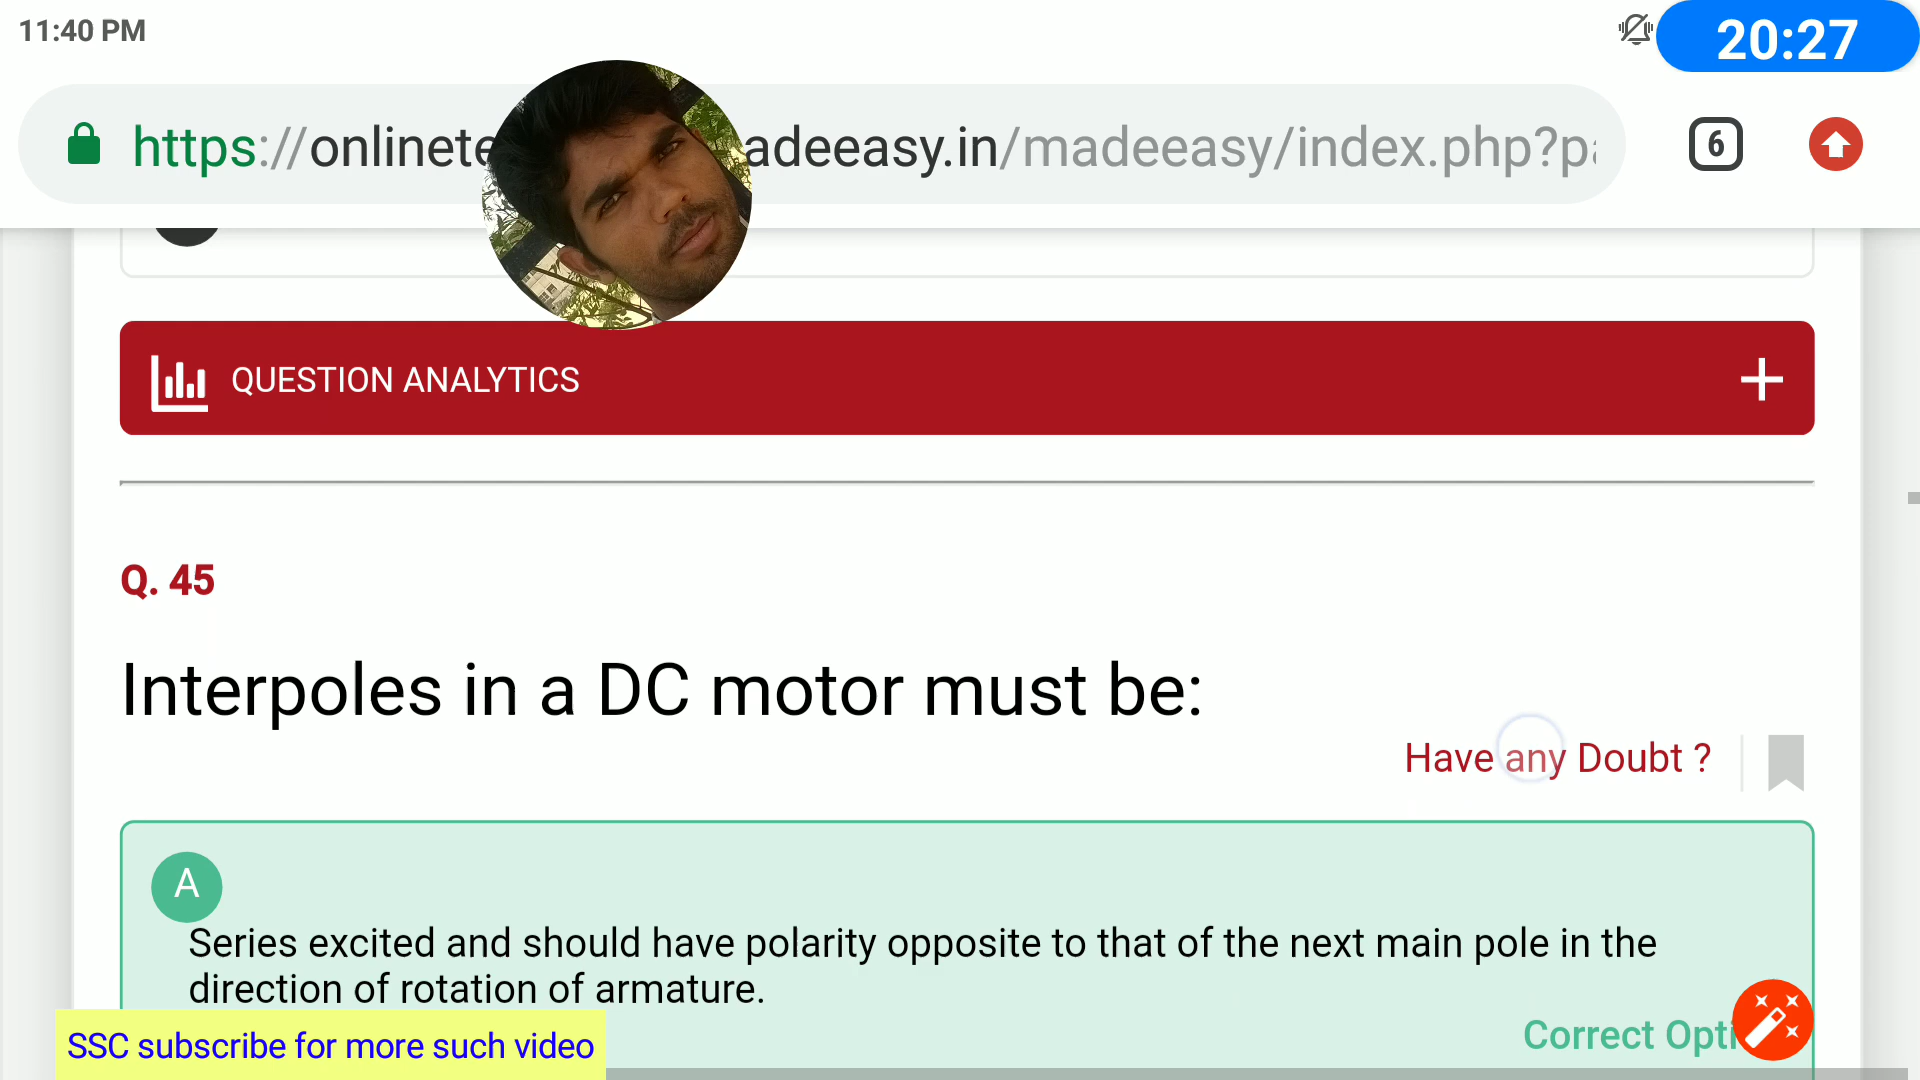 11:40 PM
20:27
https://onlinete adeeasy.in/madeeasy/index.php?pa
6
QUESTION ANALYTICS
Q. 45
Interpoles in a DC motor must be:
Have any Doubt ?
A
Series excited and should have polarity opposite to that of the next main pole in the
direction of rotation of armature.
Correct Opti
SSC subscribe for more such video